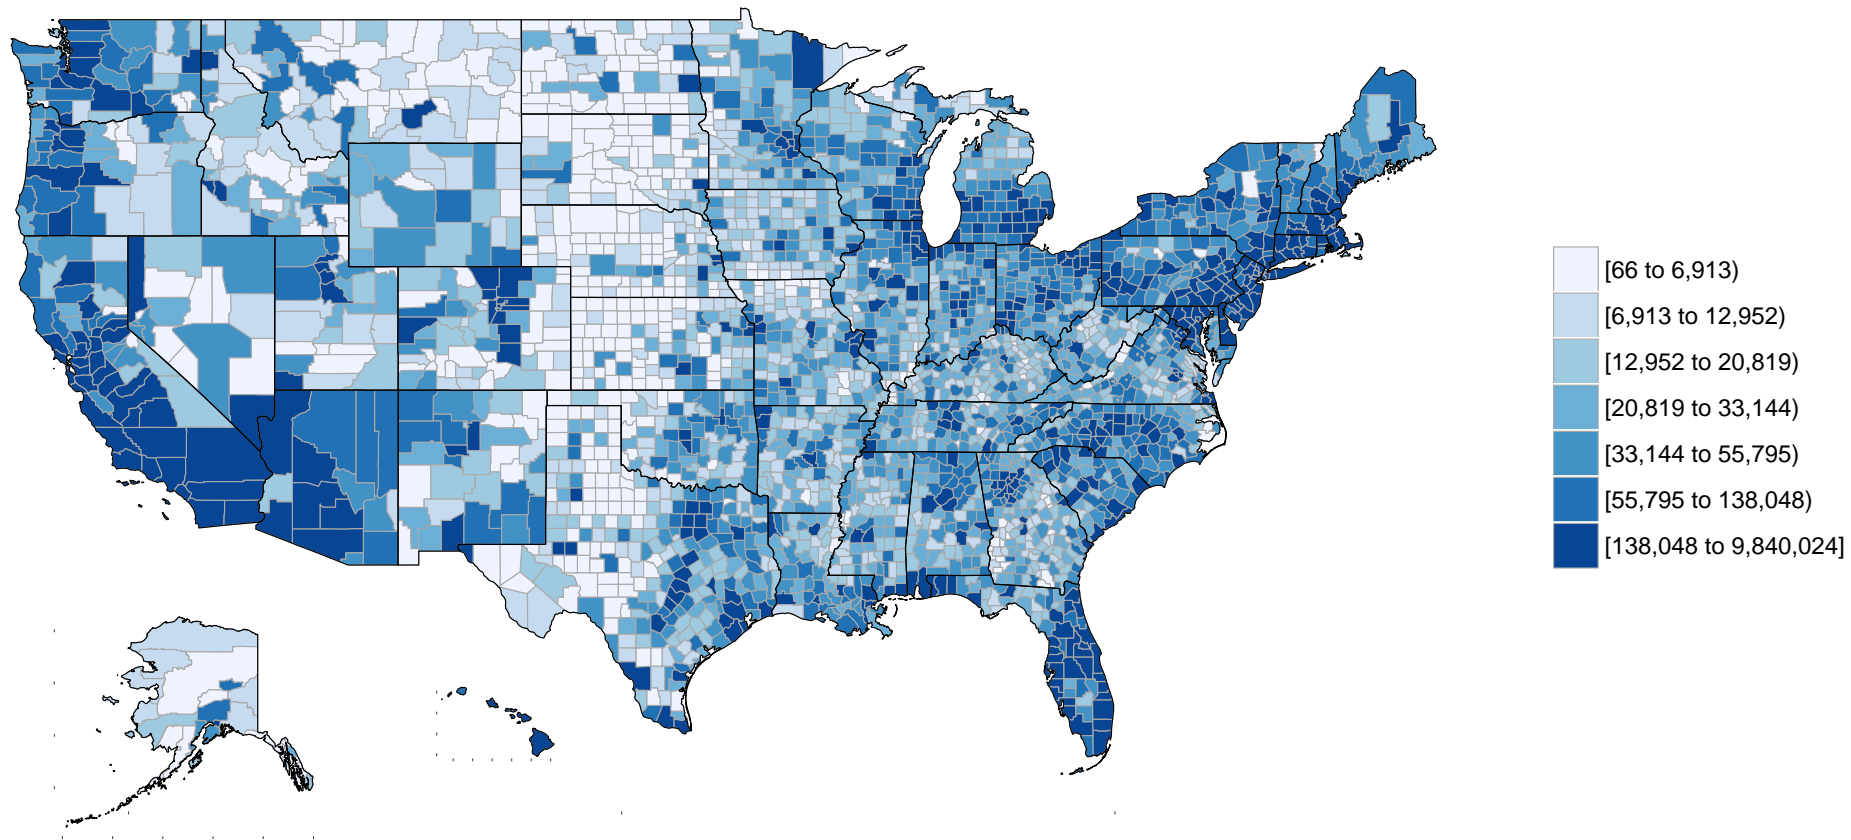 [66 to 6,913)
[6,913 to 12,952)
[12,952 to 20,819)
[20,819 to 33,144)
[33,144 to 55,795)
[55,795 to 138,048)
[138,048 to 9,840,024]